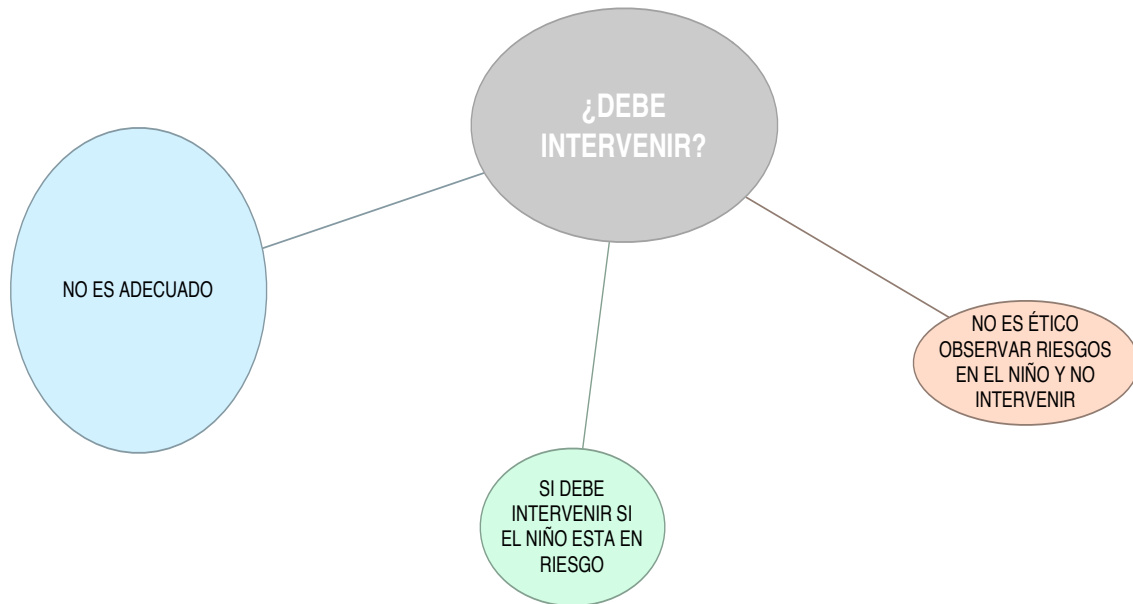 ¿DEBE
INTERVENIR?
NO ES ADECUADO
NO ES ÉTICO
OBSERVAR RIESGOS
EN EL NIÑO Y NO
INTERVENIR
SI DEBE
INTERVENIR SI
EL NIÑO ESTA EN
RIESGO